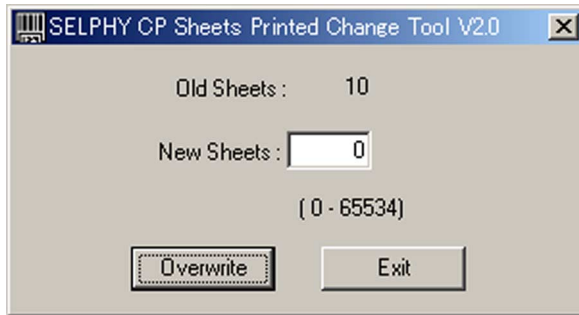 SELPHY CP Sheets Printed Change Tool V2.0
Old Sheets : 10
New Sheets : 0
( 0 - 65534)
Overwrite Exit